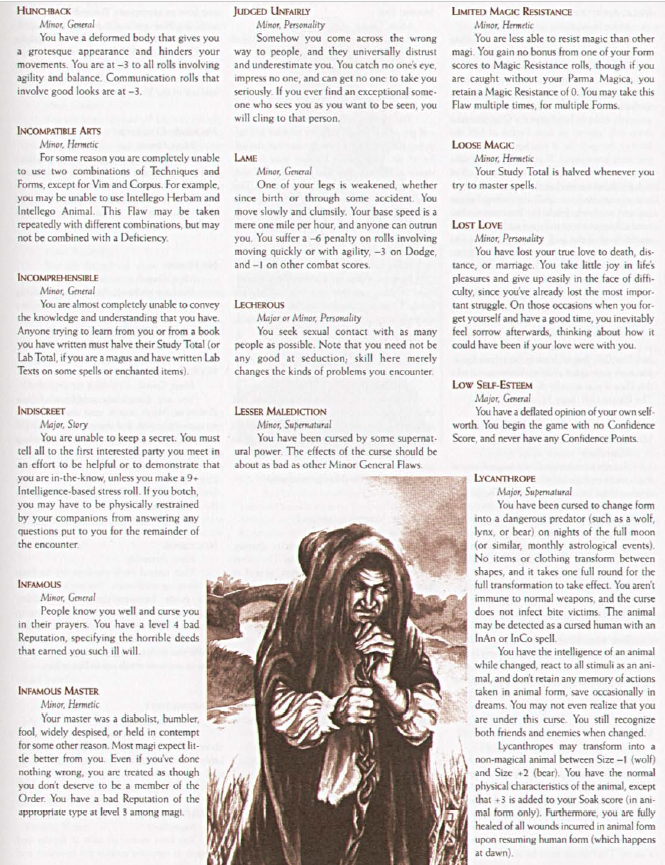 HUNCHBACK
Minor, General
You have a deformed body that gives you
a grotesque appearance and hinders your
movements. You are at –3 to all rolls involving
agility and balance. Communication rolls that
involve good looks are at –3.
INCOMPATIBLE ARTS
Minor, Hermetic
For some reason you are completely unable
to use two combinations of Techniques and
Forms, except for Vim and Corpus. For example,
you may be unable to use Intellego Herbam and
Intellego Animal. This Flaw may be taken
repeatedly with different combinations, but may
not be combined with a Deficiency.
INCOMPREHENSIBLE
Minor, General
You are almost completely unable to convey
the knowledge and understanding that you have.
Anyone trying to learn from you or from a book
you have written must halve their Study Total (or
Lab Total, if you are a magus and have written Lab
Texts on some spells or enchanted items).
INDISCREET
Major, Story
You are unable to keep a secret. You must
tell all to the first interested party you meet in
an effort to be helpful or to demonstrate that
you are in-the-know, unless you make a 9+
Intelligence-based stress roll. If you botch,
you may have to be physically restrained
by your companions from answering any
questions put to you for the remainder of
the encounter.
INFAMOUS
Minor, General
People know you well and curse you
in their prayers. You have a level 4 bad
Reputation, specifying the horrible deeds
that earned you such ill will.
INFAMOUS MASTER
Minor, Hermetic
Your master was a diabolist, bumbler,
fool, widely despised, or held in contempt
for some other reason. Most magi expect lit-
tle better from you. Even if you've done
nothing wrong, you are treated as though
you don't deserve to be a member of the
Order. You have a bad Reputation of the
appropriate type at level 3 among magi.
JUDGED UNFAIRLY
Minor, Personality
Somehow you come across the wrong
way to people, and they universally distrust
and underestimate you. You catch no one's eye,
impress no one, and can get no one to take you
seriously. If you ever find an exceptional some-
one who sees you as you want to be seen, you
will cling to that person.
LAME
Minor, General
One of your legs is weakened, whether
since birth or through some accident. You
move slowly and clumsily. Your base speed is a
mere one mile per hour, and anyone can outrun
you. You suffer a –6 penalty on rolls involving
moving quickly or with agility, –3 on Dodge,
and –1 on other combat scores.
LECHEROUS
Major or Minor, Personality
You seek sexual contact with as many
people as possible. Note that you need not be
any good at seduction; skill here merely
changes the kinds of problems you encounter.
LESSER MALEDICTION
Minor, Supernatural
You have been cursed by some supernat-
ural power. The effects of the curse should be
about as bad as other Minor General Flaws.
LIMITED MAGIC RESISTANCE
Minor, Hermetic
You are less able to resist magic than other
magi. You gain no bonus from one of your Form
scores to Magic Resistance rolls, though if you
are caught without your Parma Magica, you
retain a Magic Resistance of 0. You may take this
Flaw multiple times, for multiple Forms.
LOOSE MAGIC
Minor, Hermetic
Your Study Total is halved whenever you
try to master spells.
LOST LOVE
Minor, Personality
You have lost your true love to death, dis-
tance, or marriage. You take little joy in life's
pleasures and give up easily in the face of diffi-
culty, since you've already lost the most impor-
tant struggle. On those occasions when you for-
get yourself and have a good time, you inevitably
feel sorrow afterwards, thinking about how it
could have been if your love were with you.
LOW SELF-ESTEEM
Major, General
You have a deflated opinion of your own self-
worth. You begin the game with no Confidence
Score, and never have any Confidence Points.
LYCANTHROPE
Major, Supernatural
You have been cursed to change form
into a dangerous predator (such as a wolf,
lynx, or bear) on nights of the full moon
(or similar, monthly astrological events).
No items or clothing transform between
shapes, and it takes one full round for the
full transformation to take effect. You aren't
immune to normal weapons, and the curse
does not infect bite victims. The animal
may be detected as a cursed human with an
InAn or InCo spell.
You have the intelligence of an animal
while changed, react to all stimuli as an ani-
mal, and don't retain any memory of actions
taken in animal form, save occasionally in
dreams. You may not even realize that you
are under this curse. You still recognize
both friends and enemies when changed.
Lycanthropes may transform into a
non-magical animal between Size –1 (wolf)
and Size +2 (bear). You have the normal
physical characteristics of the animal, except
that +3 is added to your Soak score (in ani-
mal form only). Furthermore, you are fully
healed of all wounds incurred in animal form
upon resuming human form (which happens
at dawn).